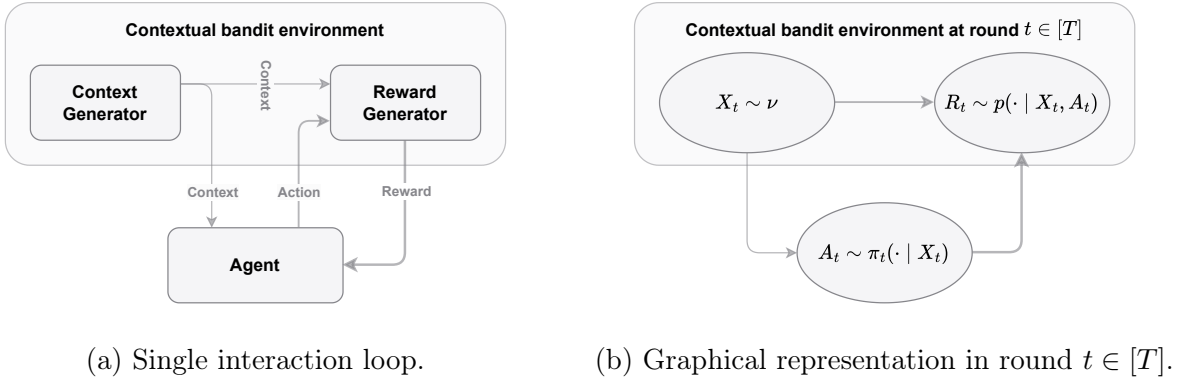 Contextual bandit environment
Context
Generator
Context
Reward
Generator
Context
Action
Reward
Agent
(a) Single interaction loop.
Contextual bandit environment at round t ∈ [T]
X_t ∼ ν
R_t ∼ p(· | X_t, A_t)
A_t ∼ π_t(· | X_t)
(b) Graphical representation in round t ∈ [T].